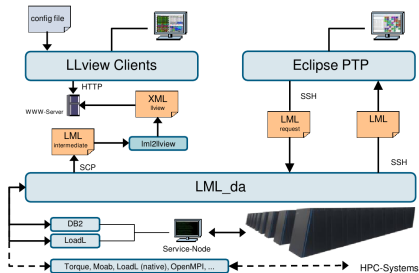 config file
LLview Clients
Eclipse PTP
HTTP
WWW-Server
XML
llview
SSH
LML
request
LML
LML
intermediate
lml2llview
SCP
SSH
LML_da
DB2
LoadL
Service-Node
Torque, Moab, LoadL (native), OpenMPI, ...
HPC-Systeme